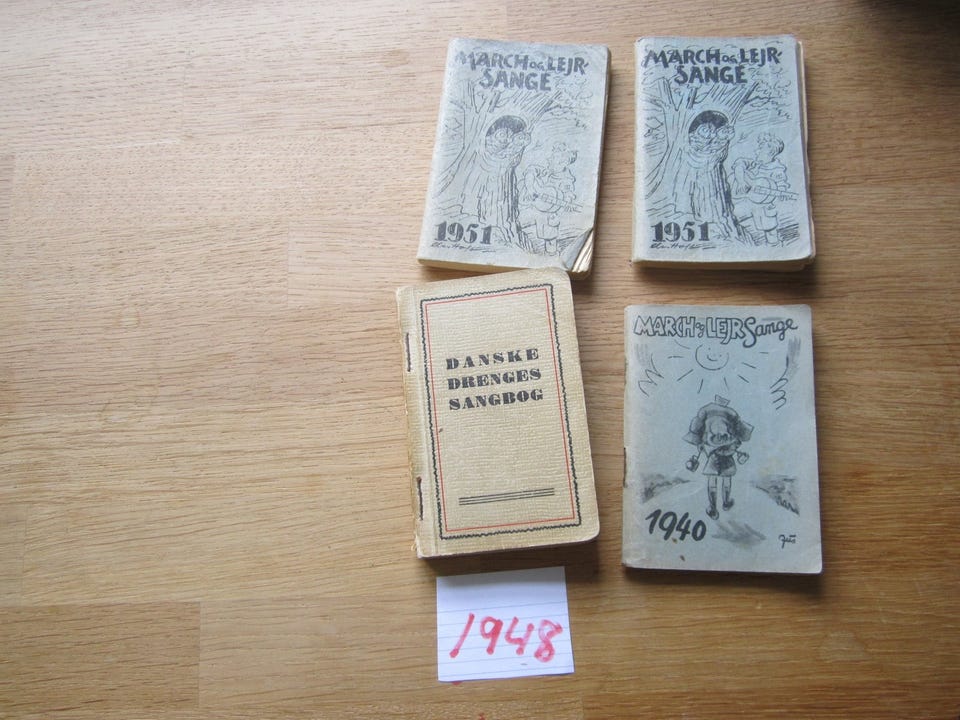 MARCH OG LEJR-
SANGE
1951
MARCH OG LEJR-
SANGE
1951
DANSKE
DRENGES
SANGBOG
MARCH og LEJR Sange
1940
1948